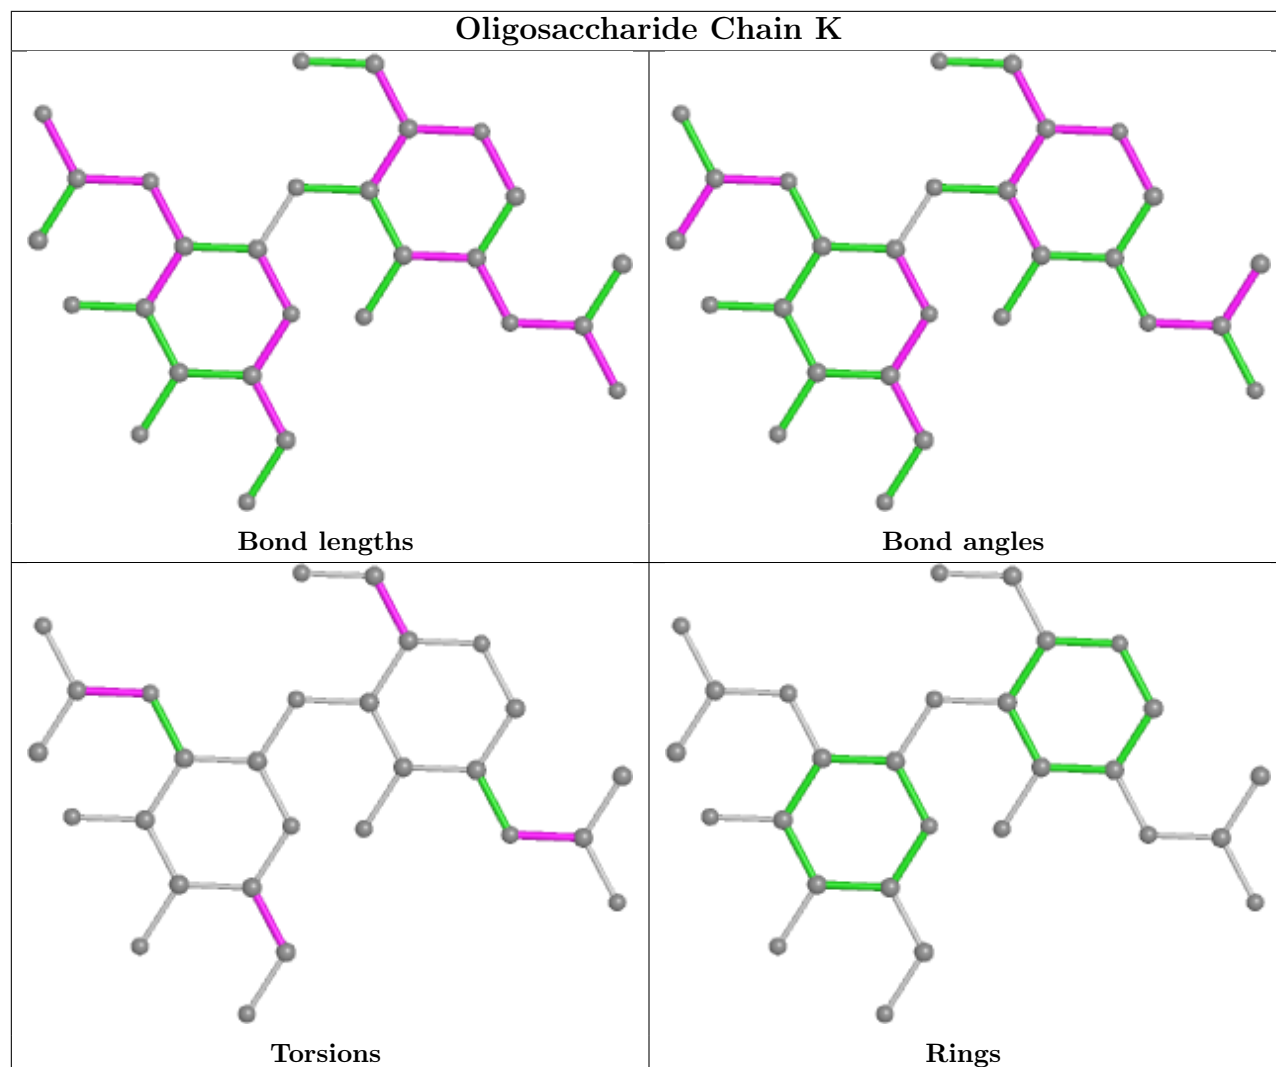 Oligosaccharide Chain K
Bond lengths
Bond angles
Torsions
Rings